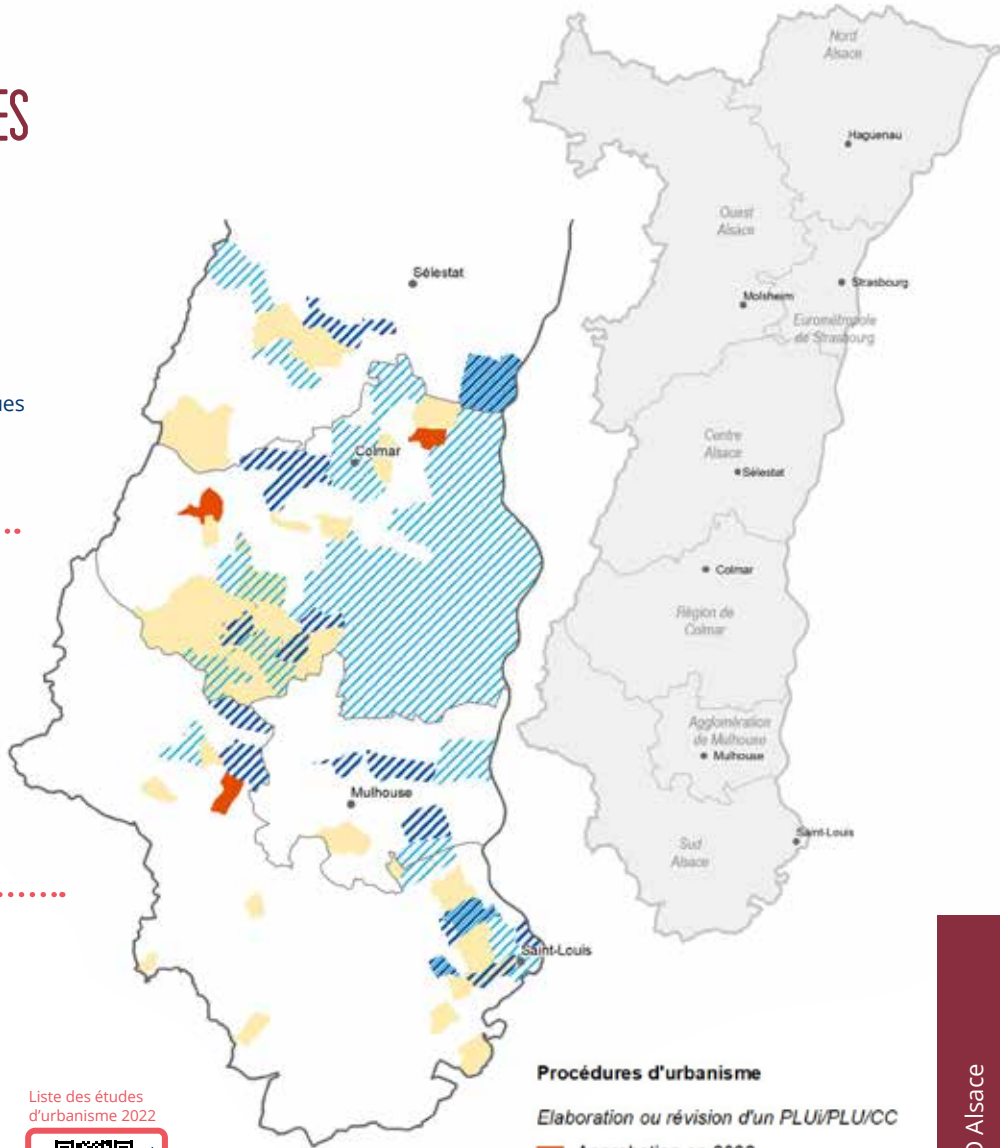 ES
ues
Sélestat
Colmar
Mulhouse
Saint-Louis
Liste des études
d'urbanisme 2022
Nord
Alsace
Haguenau
Ouest
Alsace
Strasbourg
Molsheim
Eurométropole
de Strasbourg
Centre
Alsace
Sélestat
Colmar
Région de
Colmar
Agglomération
de Mulhouse
Mulhouse
Saint-Louis
Sud
Alsace
Procédures d'urbanisme
Elaboration ou révision d'un PLUi/PLU/CC
Alsace